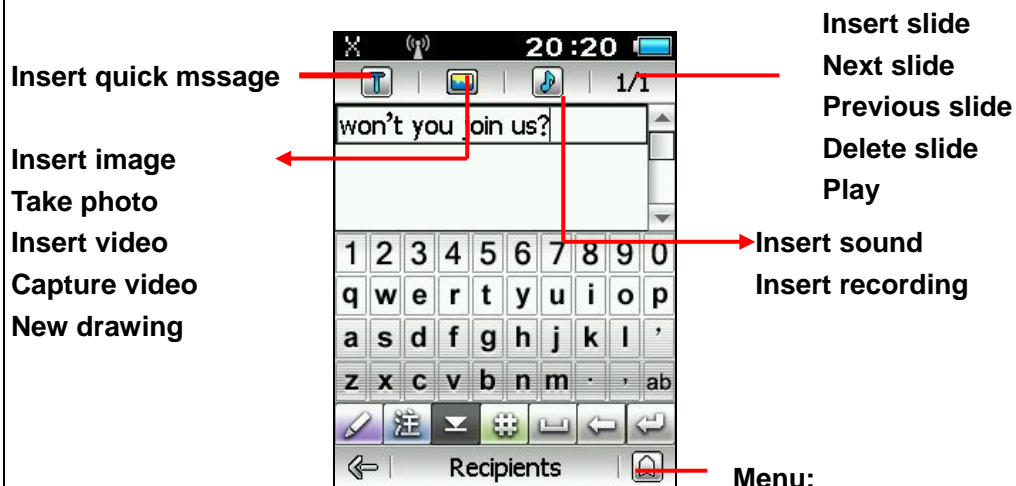 Insert quick mssage
Insert image
Take photo
Insert video
Capture video
New drawing
20:20
T
1/1
won't you join us?
1 2 3 4 5 6 7 8 9 0
q w e r t y u i o p
a s d f g h j k l '
z x c v b n m . , ab
注 #
Recipients
Insert slide
Next slide
Previous slide
Delete slide
Play
Insert sound
Insert recording
Menu: